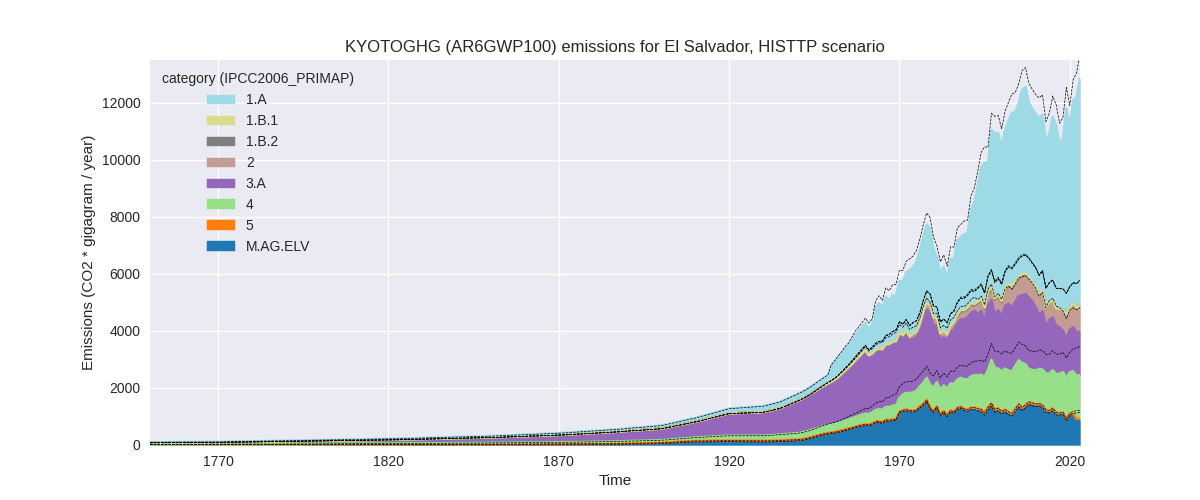 KYOTOGHG (AR6GWP100) emissions for El Salvador, HISTTP scenario
category (IPCC2006_PRIMAP)
1.A
1.B.1
1.B.2
2
3.A
4
5
M.AG.ELV
Emissions (CO2 * gigagram / year)
12000
10000
8000
6000
4000
2000
0
1770
1820
1870
1920
1970
2020
Time